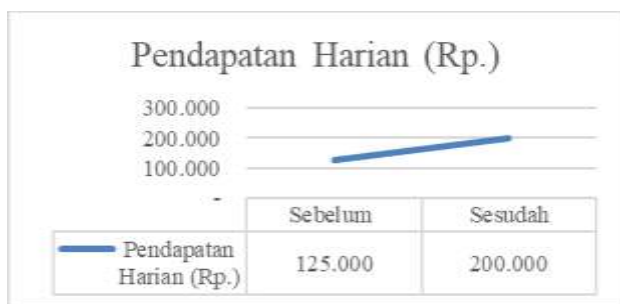 Pendapatan Harian (Rp.)
300.000
200.000
100.000
-
Sebelum Sesudah
Pendapatan
Harian (Rp.) 125.000 200.000